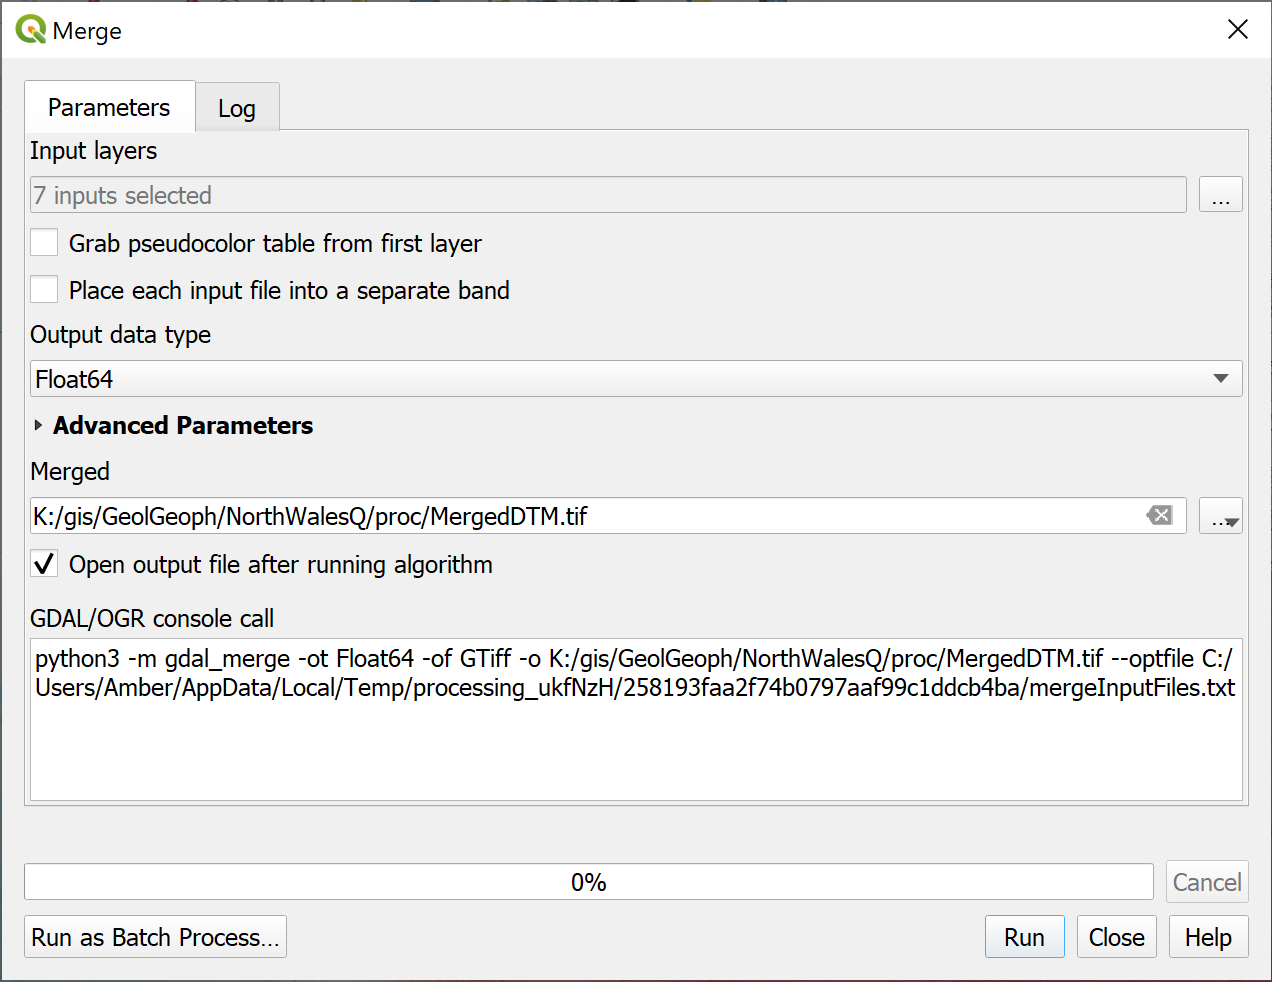 Merge
Parameters
Log
Input layers
7 inputs selected
...
Grab pseudocolor table from first layer
Place each input file into a separate band
Output data type
Float64
Advanced Parameters
Merged
K:/gis/GeolGeoph/NorthWalesQ/proc/MergedDTM.tif
...
Open output file after running algorithm
GDAL/OGR console call
python3 -m gdal_merge -ot Float64 -of GTiff -o K:/gis/GeolGeoph/NorthWalesQ/proc/MergedDTM.tif --optfile C:/
Users/Amber/AppData/Local/Temp/processing_ukfNzH/258193faa2f74b0797aaf99c1ddcb4ba/mergeInputFiles.txt
0%
Cancel
Run as Batch Process...
Run
Close
Help